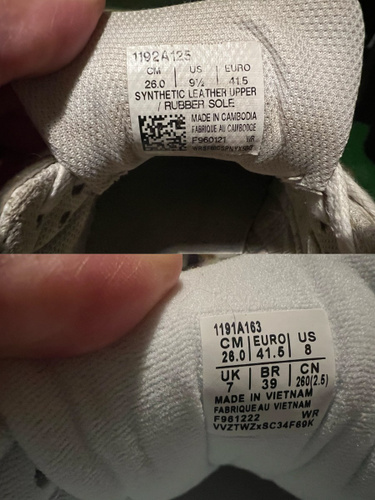 1192A125
CM US EURO
26.0 9½ 41.5
SYNTHETIC LEATHER UPPER
/ RUBBER SOLE
MADE IN CAMBODIA
FABRIQUE AU CAMBODGE
F960121 WR
1191A163
CM EURO US
26.0 41.5 8
UK BR CN
7 39 260(2.5)
MADE IN VIETNAM
FABRIQUE AU VIETNAM
F961222 WR
VVZTWZxSC34F69K